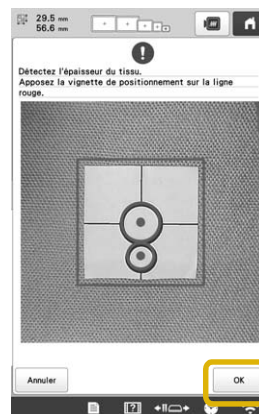 29.5 mm
56.6 mm
Détectez l'épaisseur du tissu.
Apposez la vignette de positionnement sur la ligne
rouge.
Annuler
OK